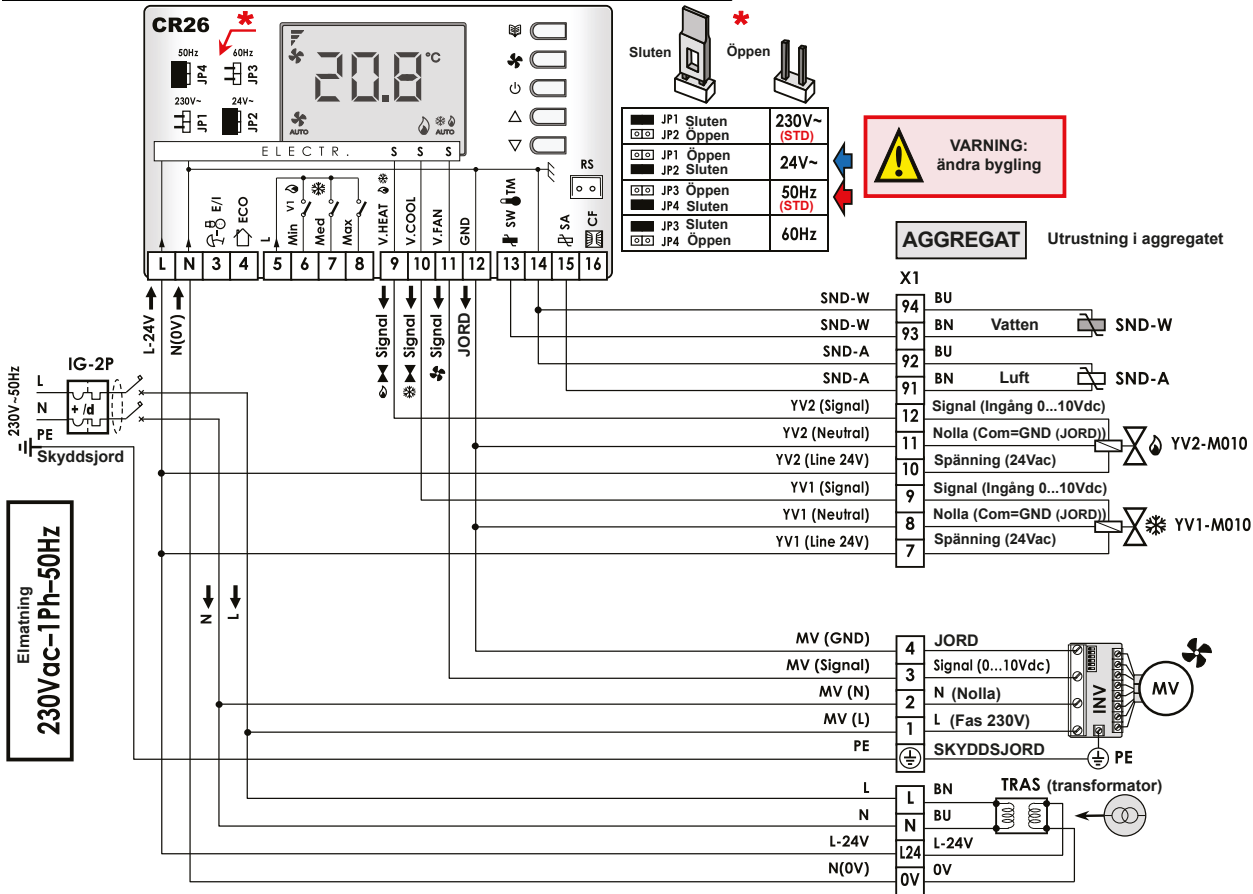 CR26
*
50Hz
JP4
60Hz
JP3
230V~
JP1
24V~
JP2
20.8 °C
AUTO
AUTO
ELECTR. S S S
E/I
ECO
L
V1
Min
Med
Max
V.HEAT
V.COOL
V.FAN
GND
SW
TM
SA
RS
CF
L N 3 4 5 6 7 8 9 10 11 12 13 14 15 16
*
Sluten
Öppen
JP1 Sluten
JP2 Öppen
230V~
(STD)
JP1 Öppen
JP2 Sluten
24V~
JP3 Öppen
JP4 Sluten
50Hz
(STD)
JP3 Sluten
JP4 Öppen
60Hz
VARNING:
ändra bygling
AGGREGAT
Utrustning i aggregatet
L-24V
N(0V)
Signal
Signal
Signal
JORD
IG-2P
230V~50Hz
L
N
PE
+ /d
Skyddsjord
Elmatning
230Vac–1Ph–50Hz
N
L
X1
SND-W 94 BU
SND-W 93 BN Vatten SND-W
SND-A 92 BU
SND-A 91 BN Luft SND-A
YV2 (Signal) 12 Signal (Ingång 0...10Vdc)
YV2 (Neutral) 11 Nolla (Com=GND (JORD)) YV2-M010
YV2 (Line 24V) 10 Spänning (24Vac)
YV1 (Signal) 9 Signal (Ingång 0...10Vdc)
YV1 (Neutral) 8 Nolla (Com=GND (JORD)) YV1-M010
YV1 (Line 24V) 7 Spänning (24Vac)
MV (GND) 4 JORD
MV (Signal) 3 Signal (0...10Vdc)
MV (N) 2 N (Nolla)
MV (L) 1 L (Fas 230V)
PE SKYDDSJORD PE
INV
MV
TRAS (transformator)
L L BN
N N BU
L-24V L24 L-24V
N(0V) 0V 0V